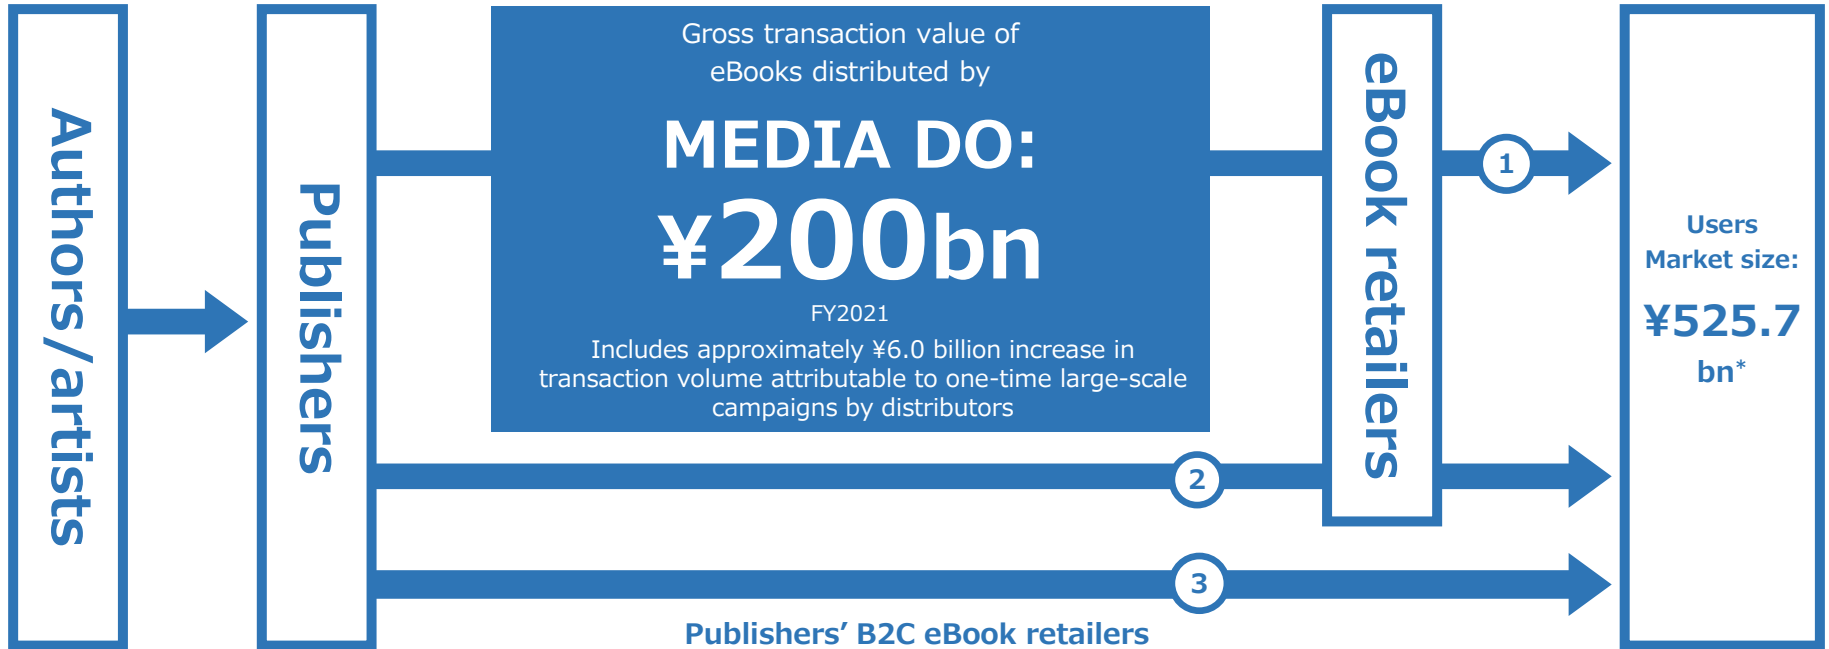 Authors/artists
Publishers
Gross transaction value of
eBooks distributed by
MEDIA DO:
¥200bn
FY2021
Includes approximately ¥6.0 billion increase in
transaction volume attributable to one-time large-scale
campaigns by distributors
eBook retailers
1
2
3
Publishers’ B2C eBook retailers
Users
Market size:
¥525.7
bn*